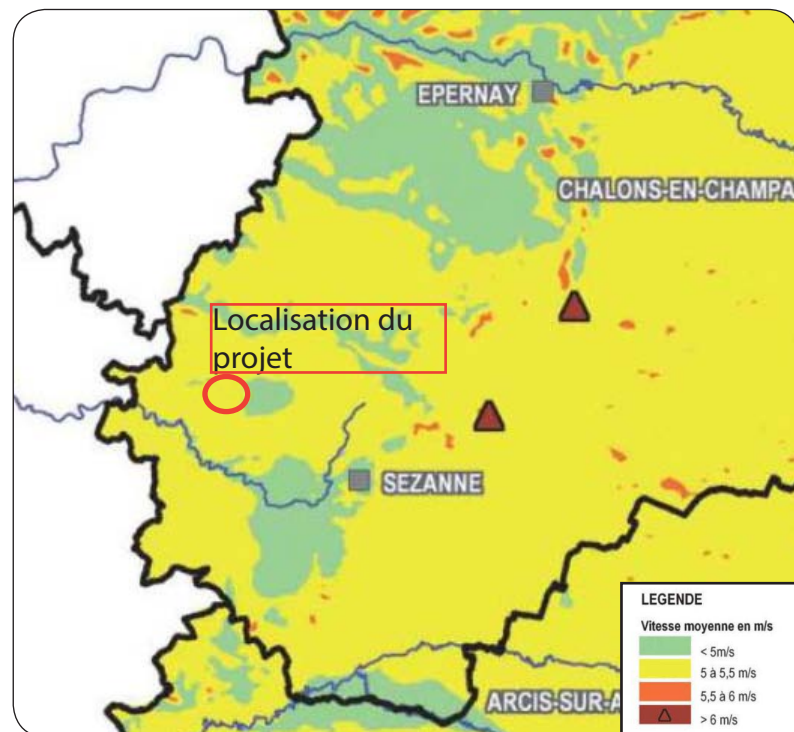 EPERNAY
CHALONS-EN-CHAMPA
Localisation du
projet
SEZANNE
ARCIS-SUR-A
LEGENDE
Vitesse moyenne en m/s
< 5m/s
5 à 5,5 m/s
5,5 à 6 m/s
> 6 m/s